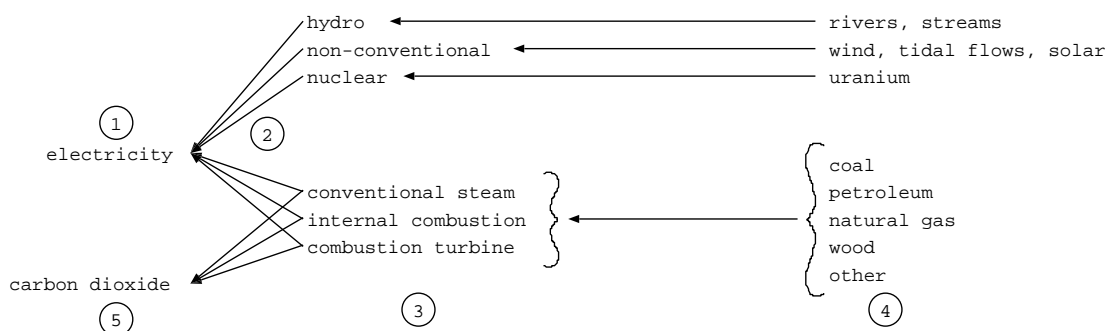 hydro rivers, streams
non-conventional wind, tidal flows, solar
nuclear uranium
1
2
electricity
coal
conventional steam petroleum
internal combustion natural gas
combustion turbine wood
other
carbon dioxide
5 3 4